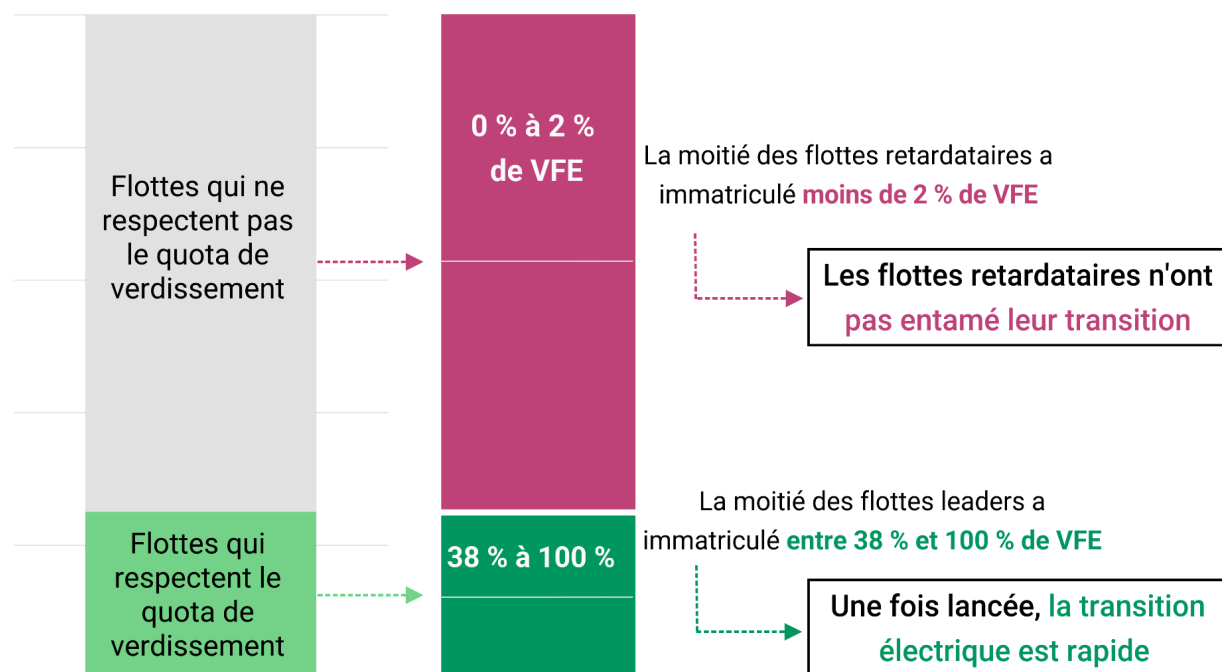 Flottes qui ne
respectent pas
le quota de
verdissement
0 % à 2 %
de VFE
La moitié des flottes retardataires a
immatriculé moins de 2 % de VFE
Les flottes retardataires n'ont
pas entamé leur transition
Flottes qui
respectent le
quota de
verdissement
38 % à 100 %
La moitié des flottes leaders a
immatriculé entre 38 % et 100 % de VFE
Une fois lancée, la transition
électrique est rapide